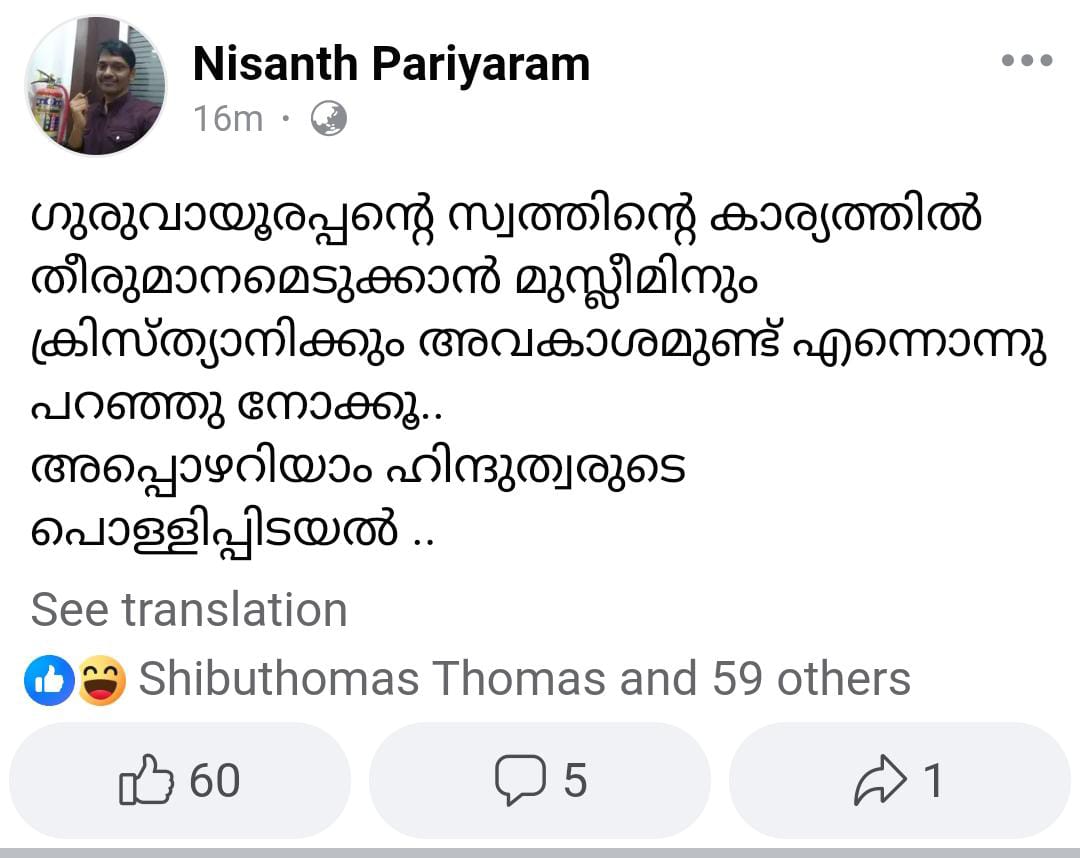 Nisanth Pariyaram
16m ·
ഗുരുവായൂരപ്പന്റെ സ്വത്തിന്റെ കാര്യത്തിൽ
തീരുമാനമെടുക്കാൻ മുസ്ലീമിനും
ക്രിസ്ത്യാനിക്കും അവകാശമുണ്ട് എന്നൊന്നു
പറഞ്ഞു നോക്കൂ..
അപ്പൊഴറിയാം ഹിന്ദുത്വരുടെ
പൊള്ളിപ്പിടയൽ ..
See translation
Shibuthomas Thomas and 59 others
60 5 1